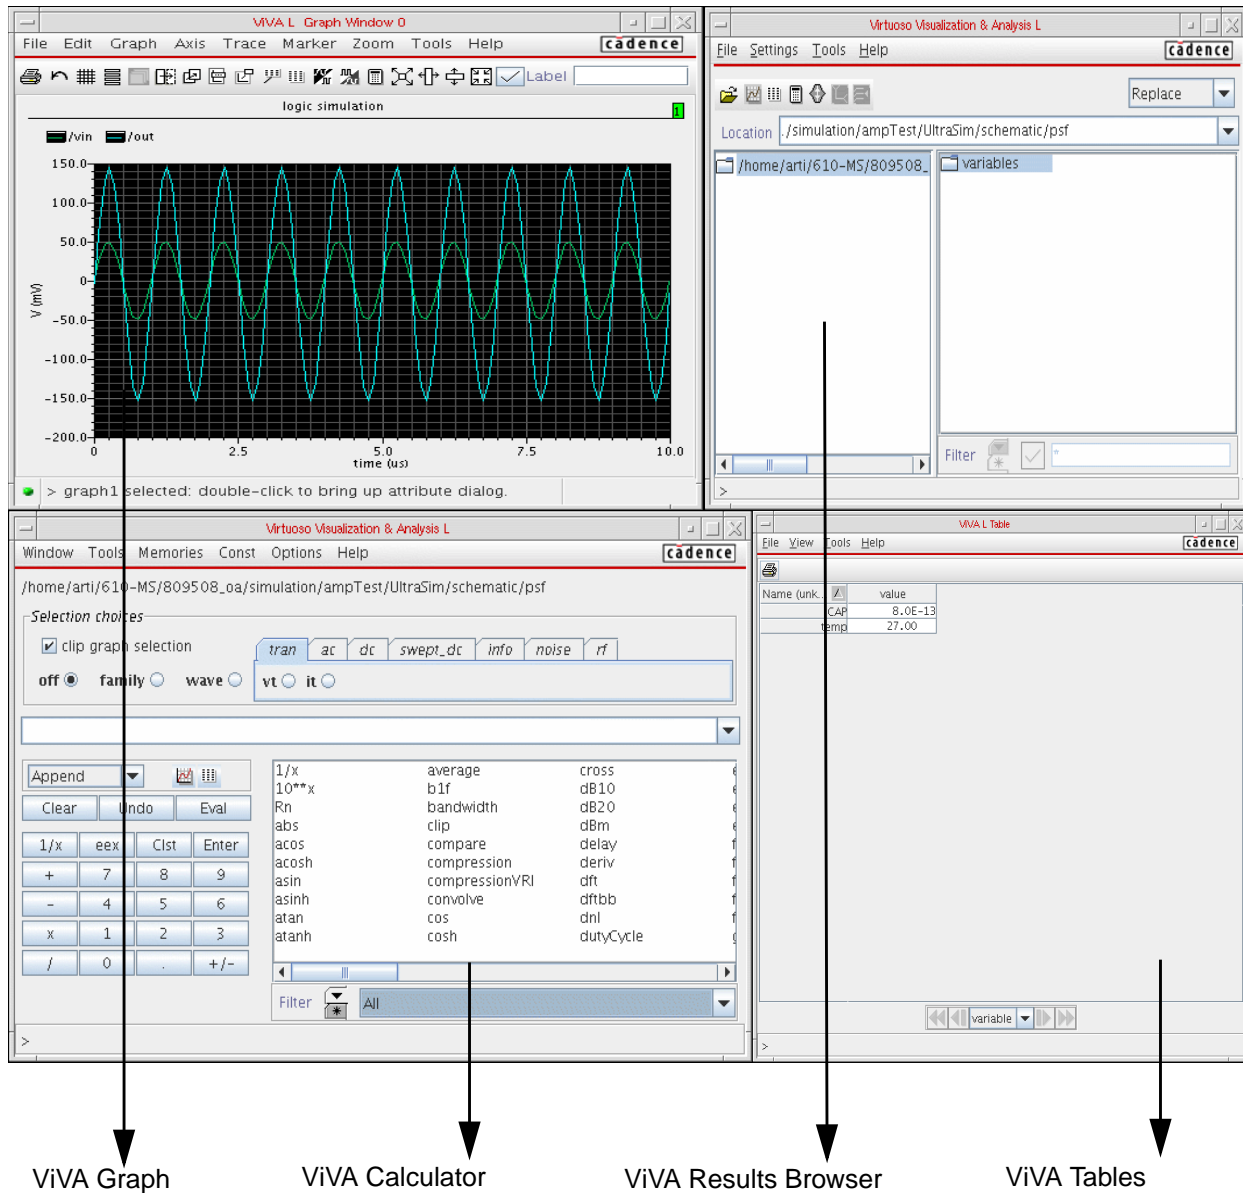 ViVA L Graph Window 0
File Edit Graph Axis Trace Marker Zoom Tools Help cādence
Label
logic simulation
1
/vin /out
150.0
100.0
50.0
0
-50.0
-100.0
-150.0
-200.0
V (mV)
0 2.5 5.0 7.5 10.0
time (us)
> graph1 selected: double-click to bring up attribute dialog.
Virtuoso Visualization & Analysis L
File Settings Tools Help cādence
Replace
Location ./simulation/ampTest/UltraSim/schematic/psf
/home/arti/610-MS/809508_
variables
Filter *
>
Virtuoso Visualization & Analysis L
Window Tools Memories Const Options Help cādence
/home/arti/610-MS/809508_oa/simulation/ampTest/UltraSim/schematic/psf
Selection choices
clip graph selection
off family wave
tran ac dc swept_dc info noise rf
vt it
Append
Clear Undo Eval
1/x eex Clst Enter
+ 7 8 9
- 4 5 6
x 1 2 3
/ 0 . +/-
1/x average cross
10**x b1f dB10
Rn bandwidth dB20
abs clip dBm
acos compare delay
acosh compression deriv
asin compressionVRI dft
asinh convolve dftbb
atan cos dnl
atanh cosh dutyCycle
Filter All
>
ViVA L Table
File View Tools Help cādence
Name (unk... value
CAP 8.0E-13
temp 27.00
variable
>
ViVA Graph ViVA Calculator ViVA Results Browser ViVA Tables